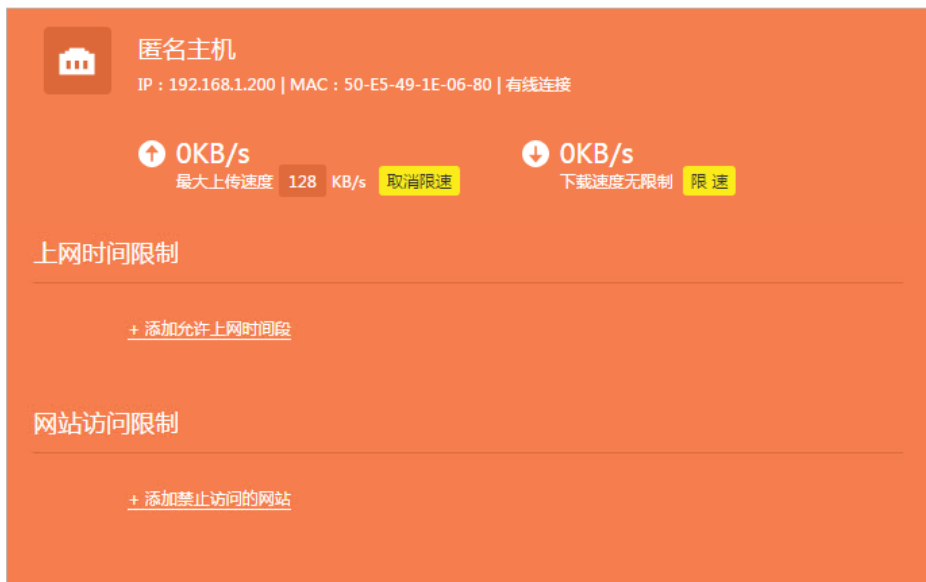 匿名主机
IP：192.168.1.200 | MAC：50-E5-49-1E-06-80 | 有线连接
0KB/s 0KB/s
最大上传速度 128 KB/s 取消限速 下载速度无限制 限 速
上网时间限制
+ 添加允许上网时间段
网站访问限制
+ 添加禁止访问的网站